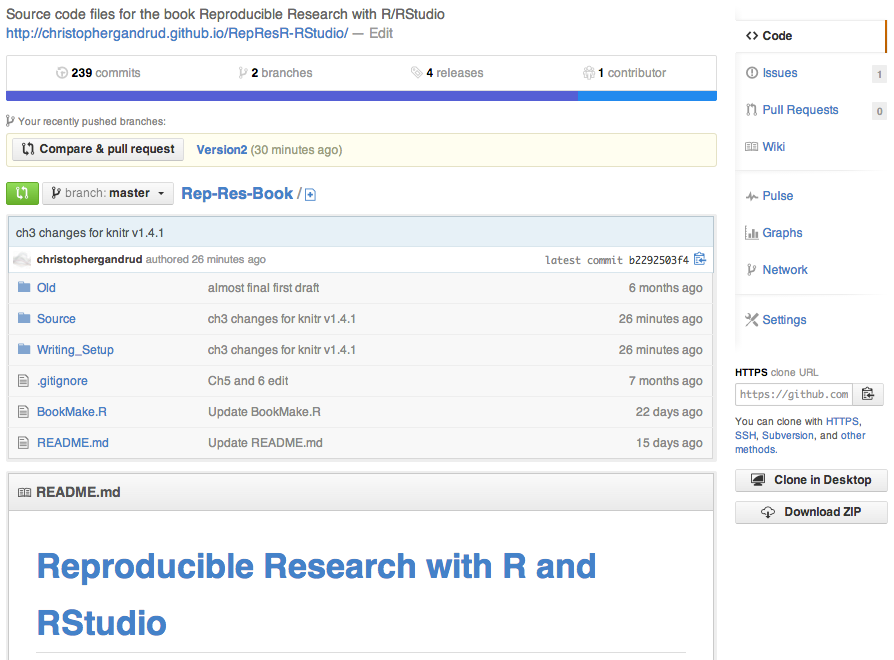 Source code files for the book Reproducible Research with R/RStudio
http://christophergandrud.github.io/RepResR-RStudio/ — Edit
239 commits
2 branches
4 releases
1 contributor
Your recently pushed branches:
Compare & pull request
Version2 (30 minutes ago)
branch: master
Rep-Res-Book /
ch3 changes for knitr v1.4.1
christophergandrud authored 26 minutes ago
latest commit b2292503f4
Old almost final first draft 6 months ago
Source ch3 changes for knitr v1.4.1 26 minutes ago
Writing_Setup ch3 changes for knitr v1.4.1 26 minutes ago
.gitignore Ch5 and 6 edit 7 months ago
BookMake.R Update BookMake.R 22 days ago
README.md Update README.md 15 days ago
README.md
Reproducible Research with R and
RStudio
Code
Issues 1
Pull Requests 0
Wiki
Pulse
Graphs
Network
Settings
HTTPS clone URL
https://github.com
You can clone with HTTPS,
SSH, Subversion, and other
methods.
Clone in Desktop
Download ZIP